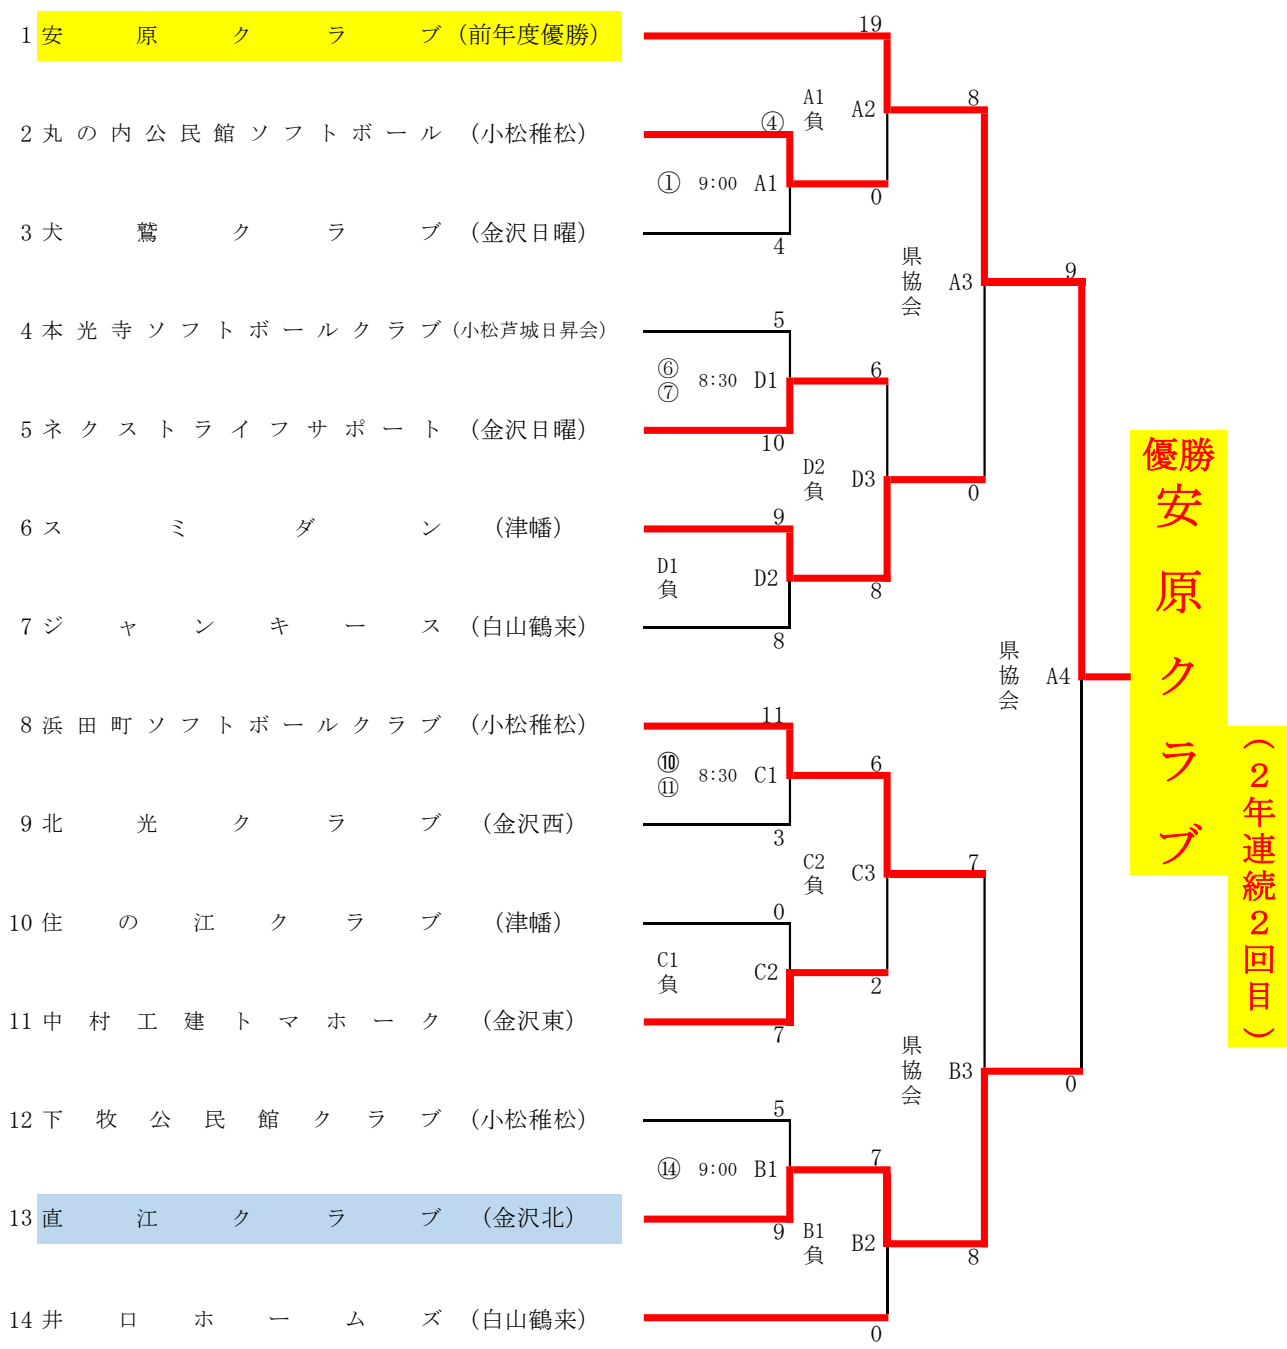 1 安原クラブ (前年度優勝)
19
A1負 A2
8
2 丸の内公民館ソフトボール (小松稚松)
④
① 9:00 A1
0
3 犬鷲クラブ (金沢日曜)
4
県協会 A3
9
4 本光寺ソフトボールクラブ (小松芦城日昇会)
5
⑥⑦ 8:30 D1
6
5 ネクストライフサポート (金沢日曜)
10
D2負 D3
0
6 スミダン (津幡)
9
D1負 D2
8
7 ジャンキース (白山鶴来)
8
県協会 A4
8 浜田町ソフトボールクラブ (小松稚松)
11
⑩⑪ 8:30 C1
6
9 北光クラブ (金沢西)
3
C2負 C3
7
10 住の江クラブ (津幡)
0
C1負 C2
2
11 中村工建トマホーク (金沢東)
7
県協会 B3
0
12 下牧公民館クラブ (小松稚松)
5
⑭ 9:00 B1
7
13 直江クラブ (金沢北)
9
B1負 B2
8
14 井口ホームズ (白山鶴来)
0
優勝
安原クラブ
(2年連続2回目)